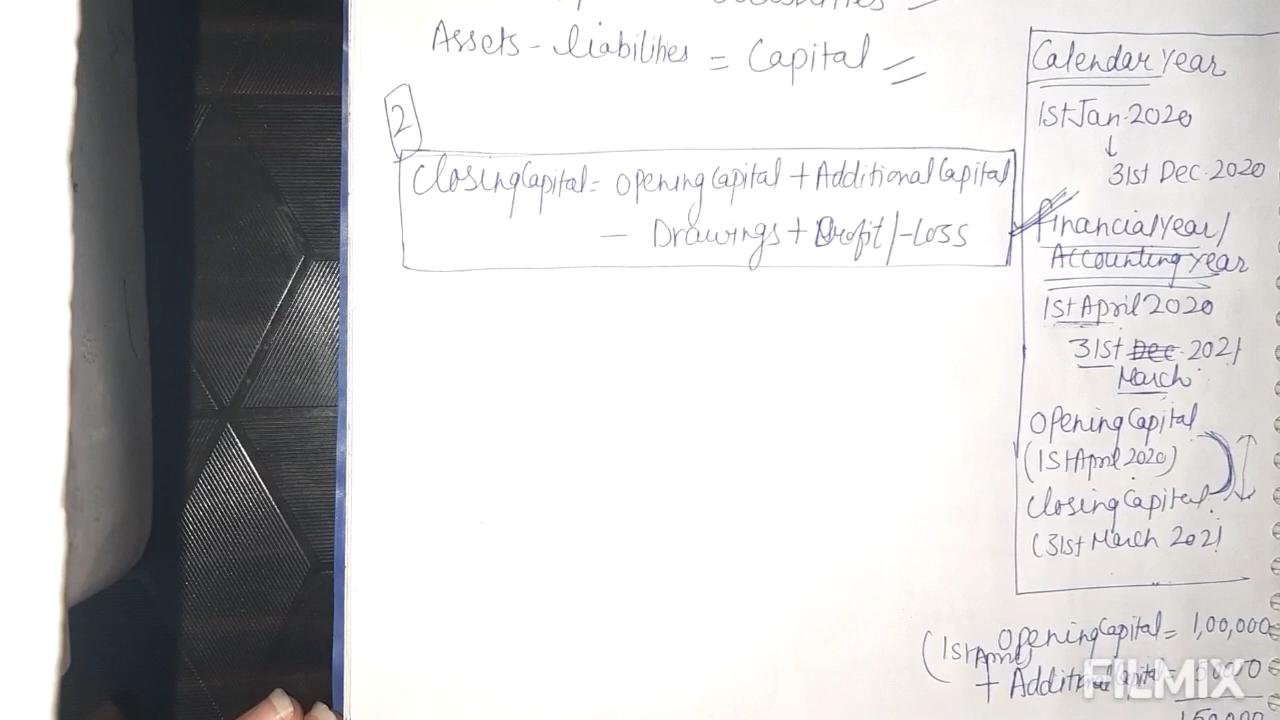 Assets - liabilities = Capital =
2
Closing Capital = Opening Capital + Additional Capital
- Drawings + Profit / - Loss
Calendar Year
1st Jan. 2020
↓
31st Dec. 2020
Financial Year /
Accounting Year
1st April 2020
31st Dec. 2021
March
Opening Capital
(1st April 2020)
Closing Capital
(31st March 2021
Opening Capital = 1,00,000
(1st April)
+ Additional Capital
FILMIX